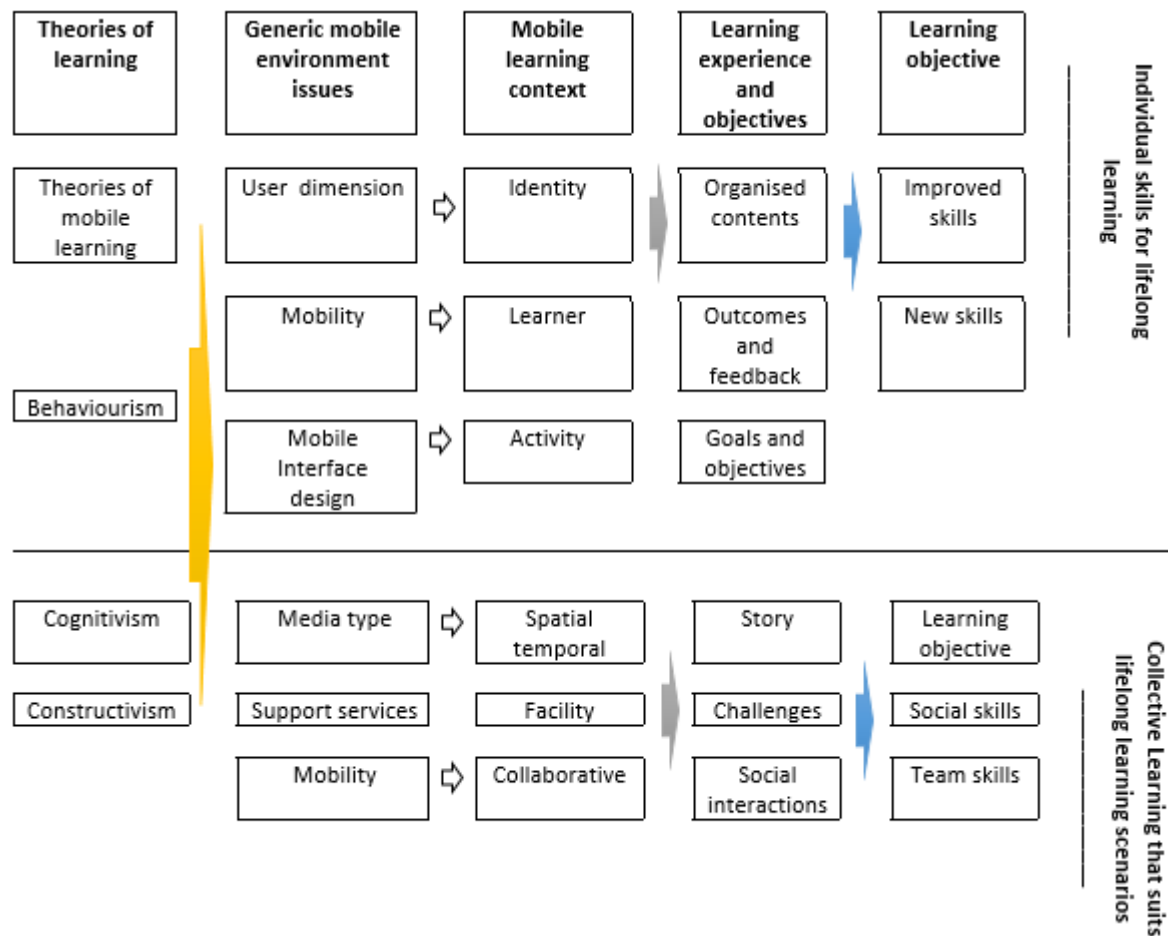 Theories of
learning
Generic mobile
environment
issues
Mobile
learning
context
Learning
experience
and
objectives
Learning
objective
Individual skills for lifelong
learning
Theories of
mobile
learning
User dimension
Identity
Organised
contents
Improved
skills
Mobility
Learner
Outcomes
and
feedback
New skills
Behaviourism
Mobile
Interface
design
Activity
Goals and
objectives
Cognitivism
Media type
Spatial
temporal
Story
Learning
objective
Constructivism
Support services
Facility
Challenges
Social skills
Mobility
Collaborative
Social
interactions
Team skills
Collective Learning that suits
lifelong learning scenarios